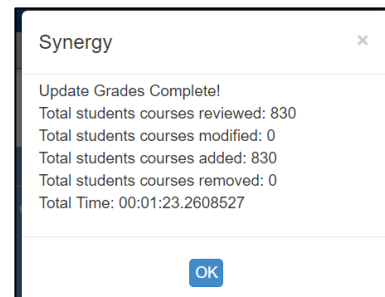 Synergy
×
Update Grades Complete!
Total students courses reviewed: 830
Total students courses modified: 0
Total students courses added: 830
Total students courses removed: 0
Total Time: 00:01:23.2608527
OK